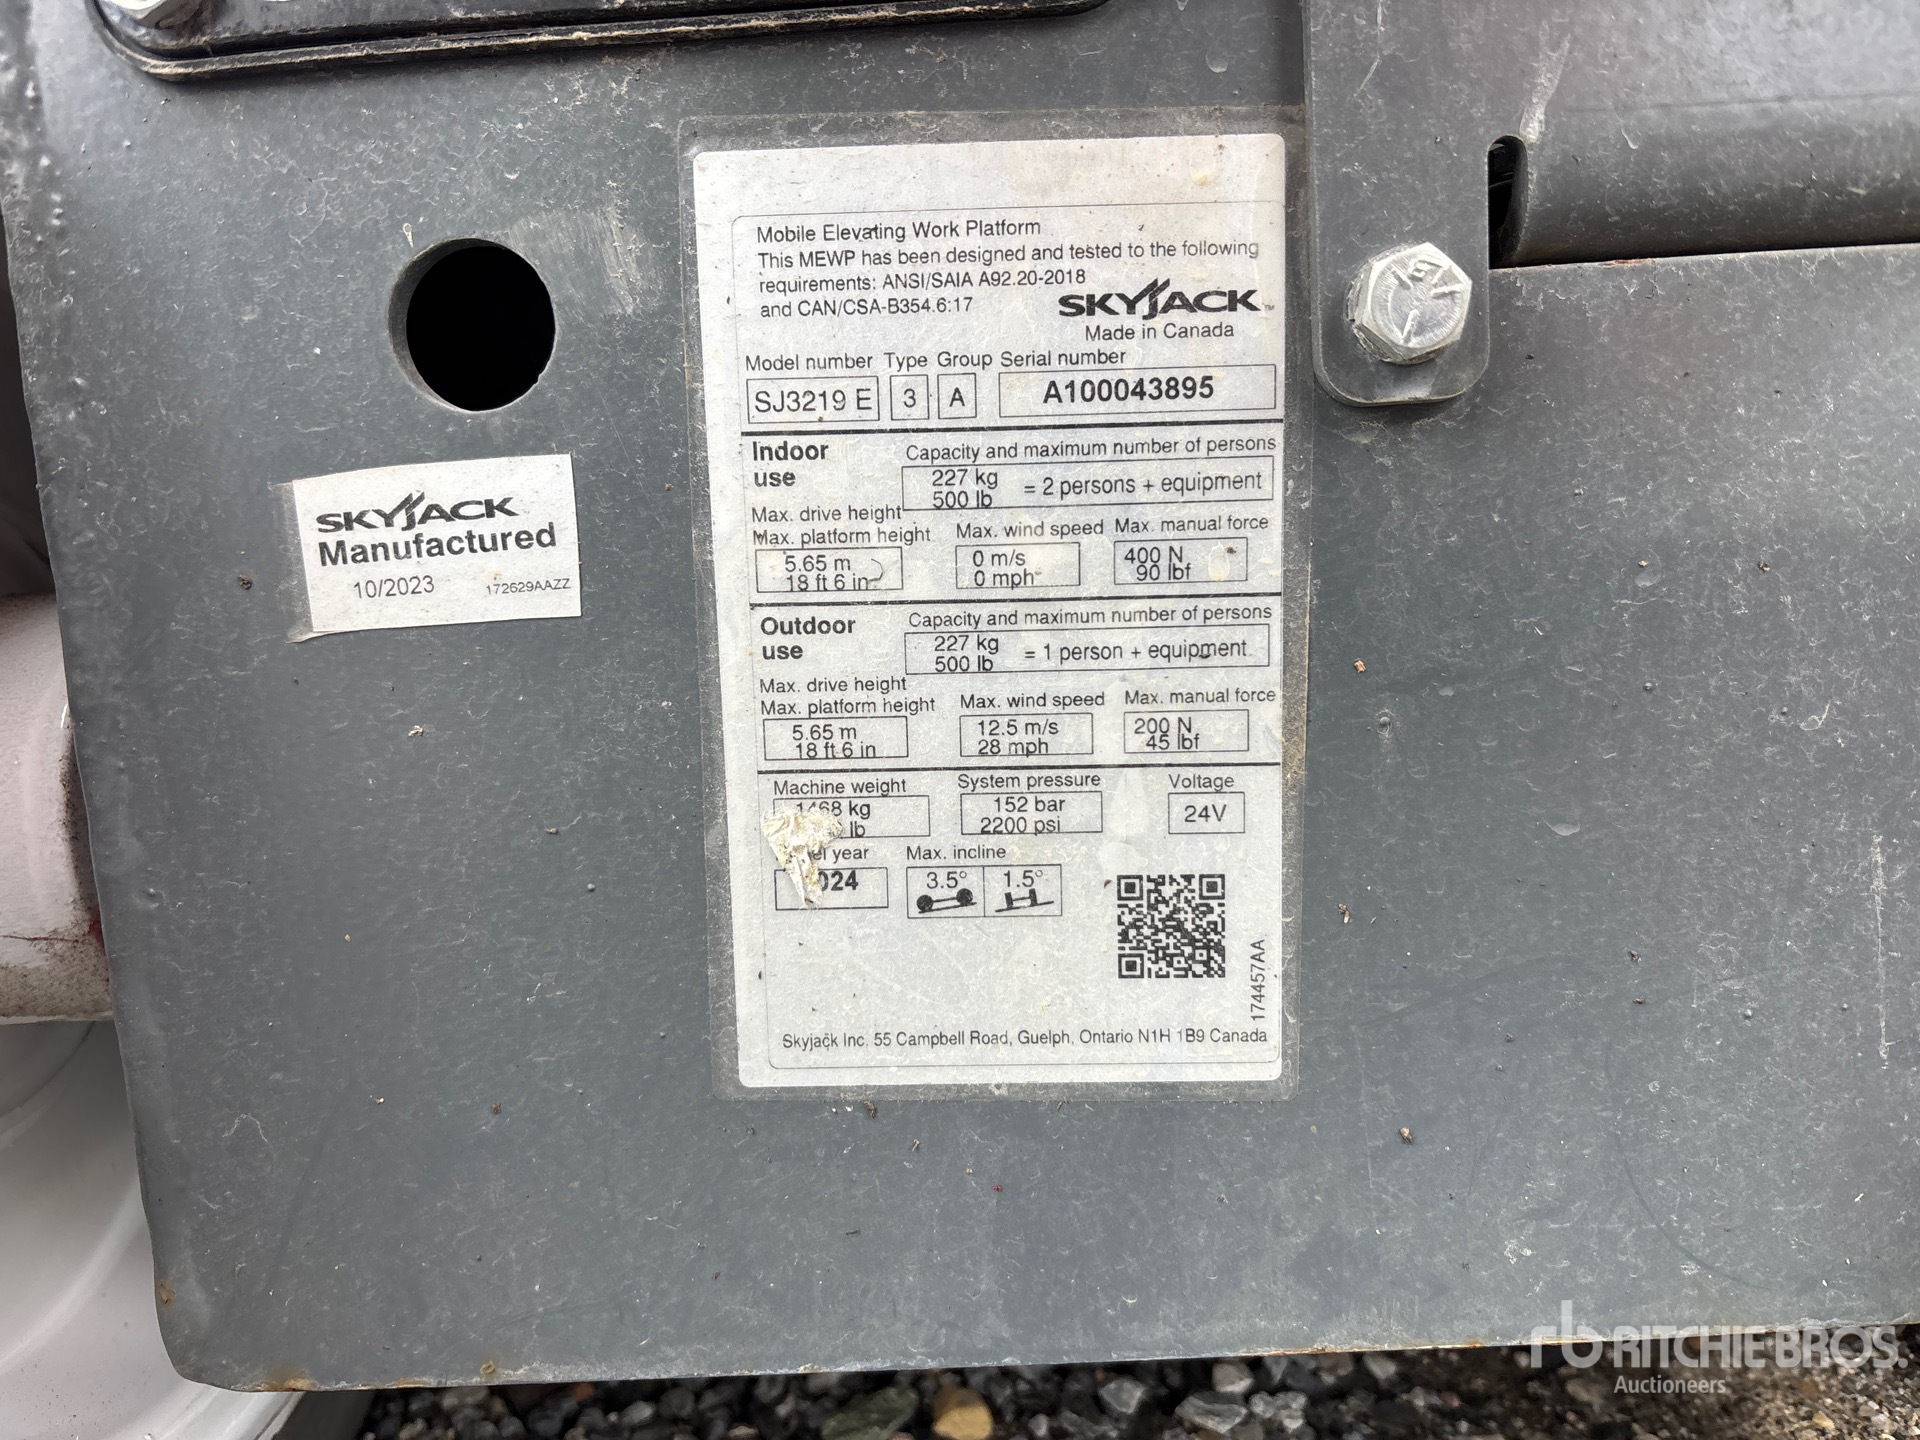 Mobile Elevating Work Platform
This MEWP has been designed and tested to the following
requirements: ANSI/SAIA A92.20-2018
and CAN/CSA-B354.6:17
SKYJACK
Made in Canada
Model number Type Group Serial number
SJ3219 E 3 A A100043895
Indoor
use
Capacity and maximum number of persons
227 kg
500 lb
= 2 persons + equipment
Max. drive height
Max. platform height
5.65 m
18 ft 6 in
Max. wind speed
0 m/s
0 mph
Max. manual force
400 N
90 lbf
Outdoor
use
Capacity and maximum number of persons
227 kg
500 lb
= 1 person + equipment
Max. drive height
Max. platform height
5.65 m
18 ft 6 in
Max. wind speed
12.5 m/s
28 mph
Max. manual force
200 N
45 lbf
Machine weight
1468 kg
lb
System pressure
152 bar
2200 psi
Voltage
24V
year
Max. incline
3.5° 1.5°
174457AA
Skyjack Inc. 55 Campbell Road, Guelph, Ontario N1H 1B9 Canada
SKYJACK
Manufactured
10/2023 172629AAZZ
rb RITCHIE BROS.
Auctioneers